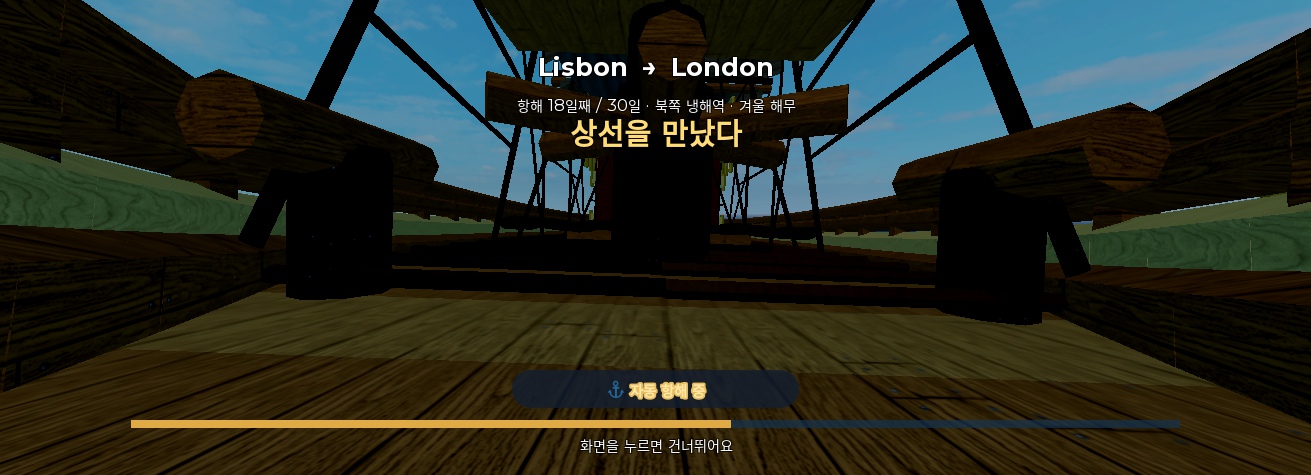 Lisbon → London
항해 18일째 / 30일 · 북쪽 냉해역 · 겨울 해무
상선을 만났다
⚓ 자동 항해 중
화면을 누르면 건너뛰어요